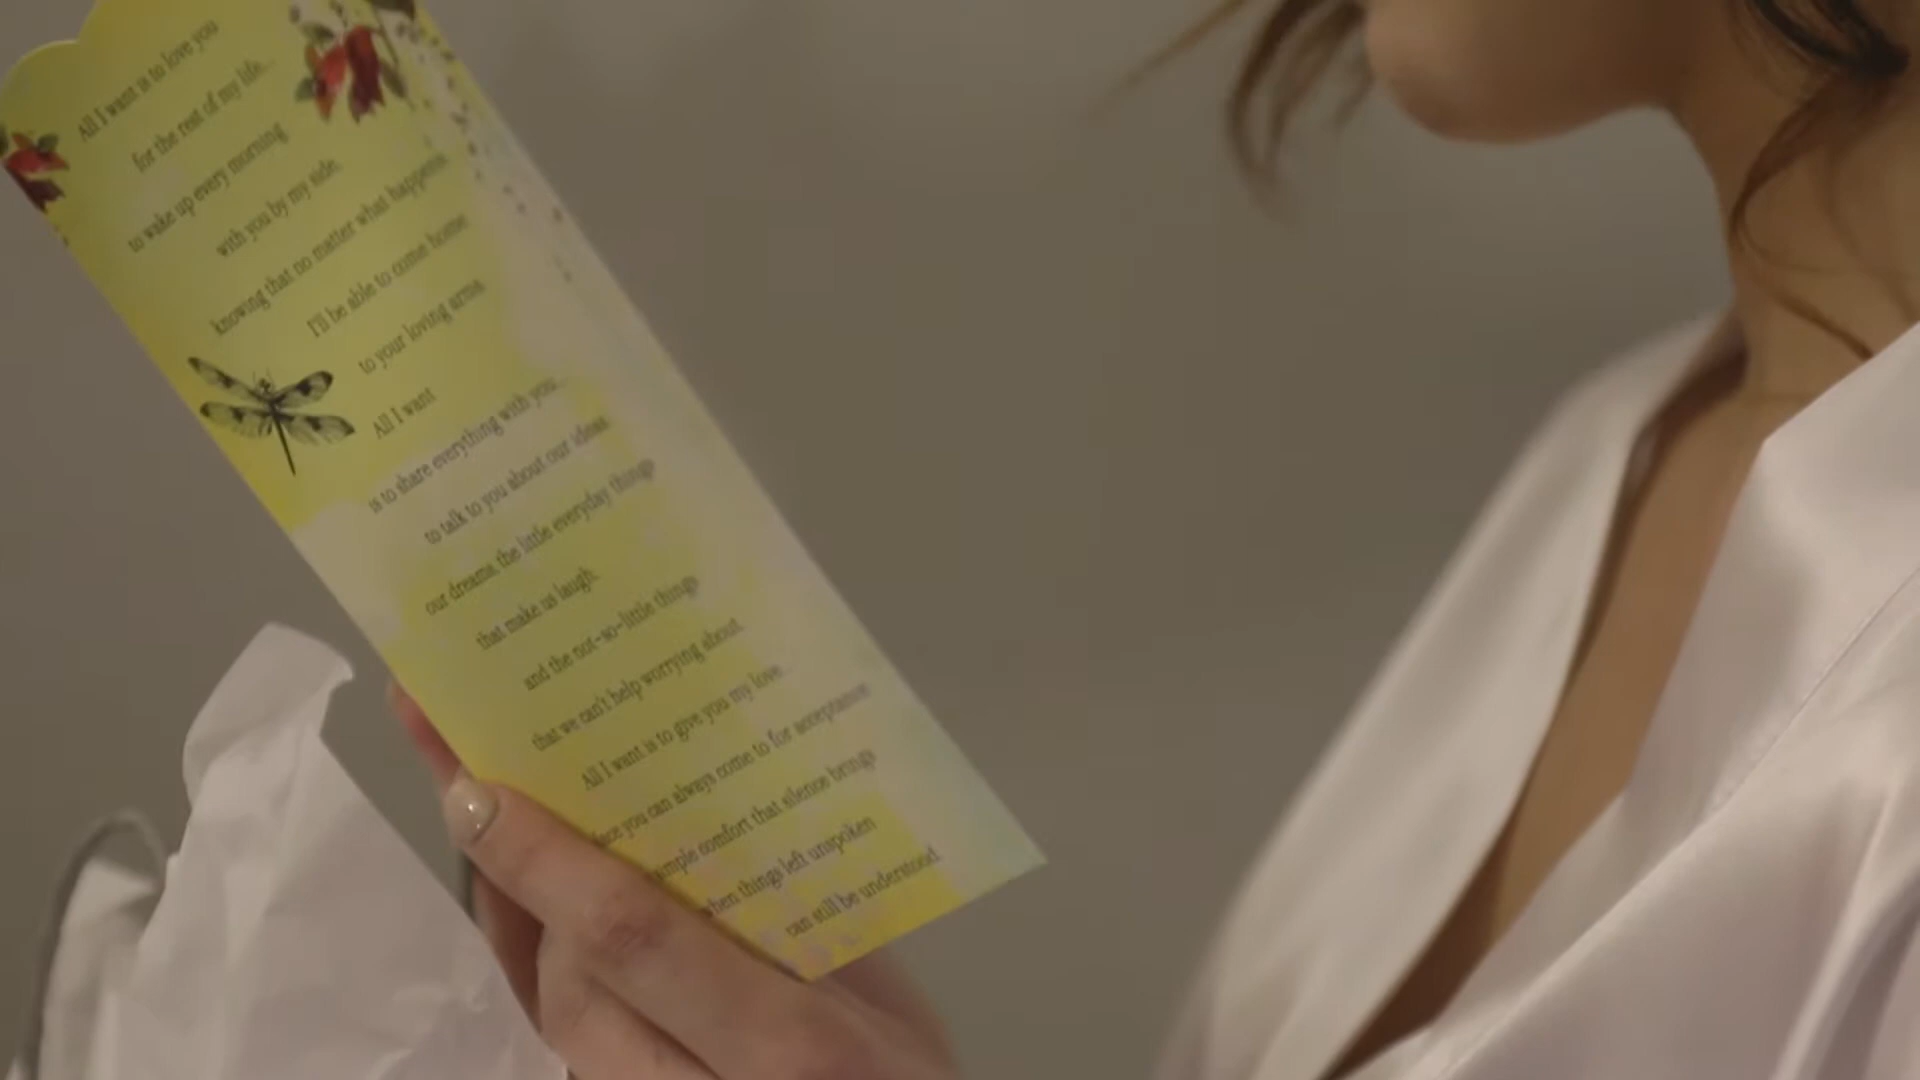 All I want is to love you
for the rest of my life...
to wake up every morning
with you by my side,
knowing that no matter what happens
I'll be able to come home
to your loving arms.
All I want
is to share everything with you...
to talk to you about our ideas,
our dreams, the little everyday things
that make us laugh,
and the not-so-little things
that we can't help worrying about.
All I want is to give you my love
you can always come to for acceptance
simple comfort that silence brings
when things left unspoken
can still be understood.